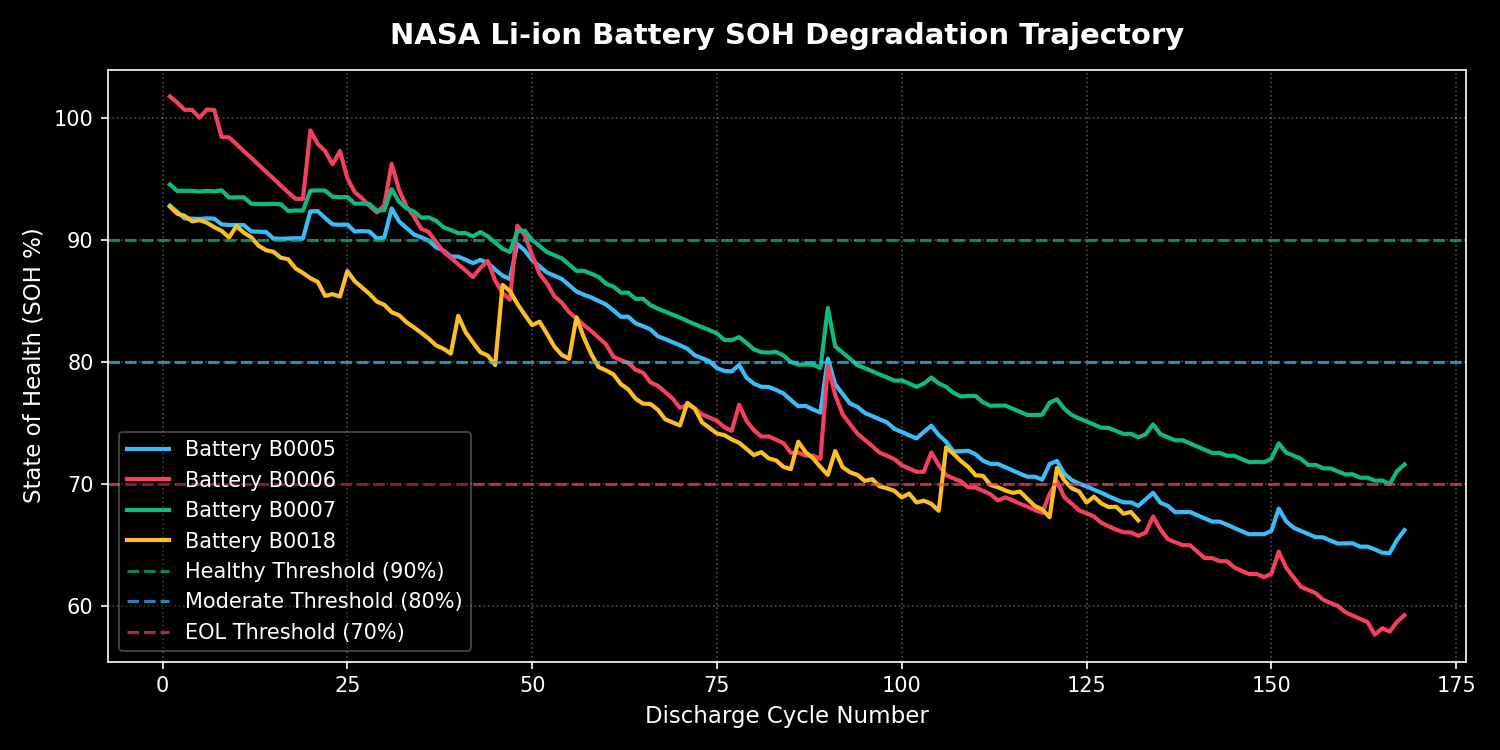 NASA Li-ion Battery SOH Degradation Trajectory
State of Health (SOH %)
100
90
80
70
60
Battery B0005
Battery B0006
Battery B0007
Battery B0018
Healthy Threshold (90%)
Moderate Threshold (80%)
EOL Threshold (70%)
0 25 50 75 100 125 150 175
Discharge Cycle Number